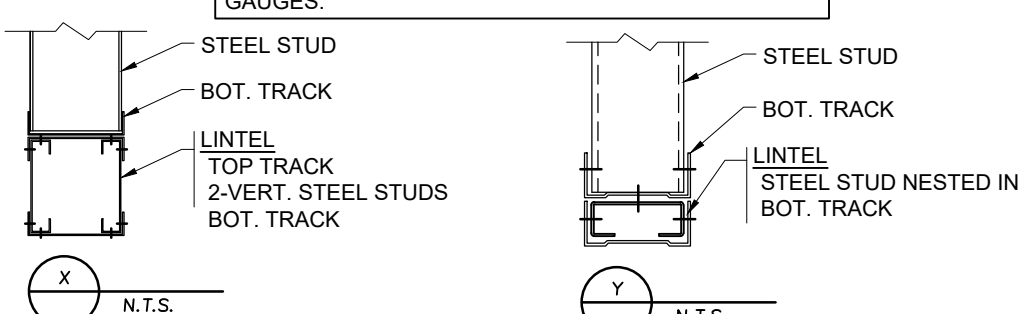 GAUGES.
STEEL STUD
BOT. TRACK
LINTEL
TOP TRACK
2-VERT. STEEL STUDS
BOT. TRACK
X
N.T.S.
STEEL STUD
BOT. TRACK
LINTEL
STEEL STUD NESTED IN
BOT. TRACK
Y
N.T.S.